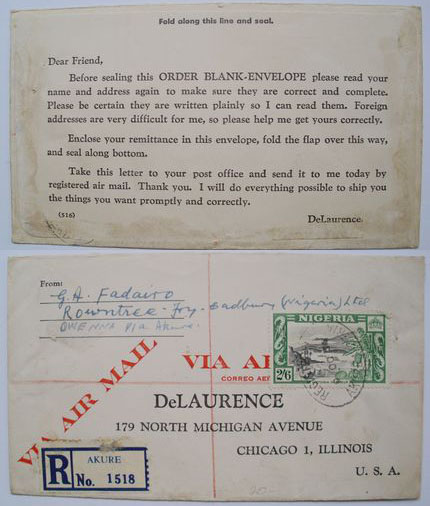 Fold along this line and seal.
Dear Friend,
Before sealing this ORDER BLANK-ENVELOPE please read your
name and address again to make sure they are correct and complete.
Please be certain they are written plainly so I can read them. Foreign
addresses are very difficult for me, so please help me get yours correctly.
Enclose your remittance in this envelope, fold the flap over this way,
and seal along bottom.
Take this letter to your post office and send it to me today by
registered air mail. Thank you. I will do everything possible to ship you
the things you want promptly and correctly.
(516)
DeLaurence.
From:
G.A. Fadairo
Rowntree-Fry-Cadbury (Nigeria) Ltd
OWENNA Via Akure.
NIGERIA
2/6
VIA AIR MAIL
VIA AI
CORREO AE
DeLAURENCE
179 NORTH MICHIGAN AVENUE
CHICAGO 1, ILLINOIS
U. S. A.
R
AKURE
No. 1518